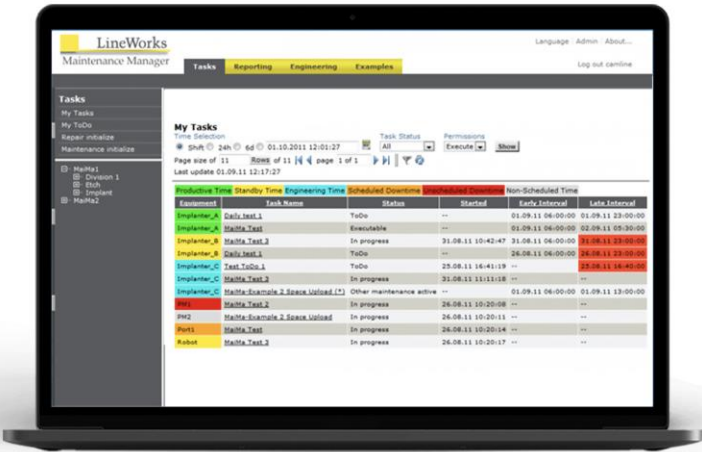 LineWorks
Maintenance Manager
Language Admin About...
Log out camline
Tasks Reporting Engineering Examples
Tasks
My Tasks
My ToDo
Repair initialize
Maintenance initialize
MaiMa1
Division 1
Etch
Implant
MaiMa2
My Tasks
Time Selection Task Status Permissions
Shift 24h 6d 01.10.2011 12:01:27 All Execute Show
Page size of 11 Rows of 11 page 1 of 1
Last update 01.09.11 12:17:27
Productive Time Standby Time Engineering Time Scheduled Downtime Unscheduled Downtime Non-Scheduled Time
Equipment Task Name Status Started Early Interval Late Interval
Implanter_A Daily test 1 ToDo -- 01.09.11 06:00:00 01.09.11 23:00:00
Implanter_A MaiMa Test Executable -- 01.09.11 06:00:00 02.09.11 05:30:00
Implanter_B MaiMa Test 3 In progress 31.08.11 10:42:47 31.08.11 06:00:00 31.08.11 23:00:00
Implanter_B Daily test 1 ToDo -- 26.08.11 06:00:00 26.08.11 23:00:00
Implanter_C Test ToDo 1 ToDo 25.08.11 16:41:19 -- 25.08.11 16:40:00
Implanter_C MaiMa Test 3 In progress 31.08.11 11:11:18 -- --
Implanter_C MaiMa-Example 2 Space Upload (*) Other maintenance active -- 01.09.11 06:00:00 01.09.11 13:00:00
PM1 MaiMa Test 2 In progress 26.08.11 10:20:08 -- --
PM2 MaiMa-Example 2 Space Upload In progress 26.08.11 10:20:11 -- --
Port1 MaiMa Test In progress 26.08.11 10:20:14 -- --
Robot MaiMa Test 3 In progress 26.08.11 10:20:17 -- --